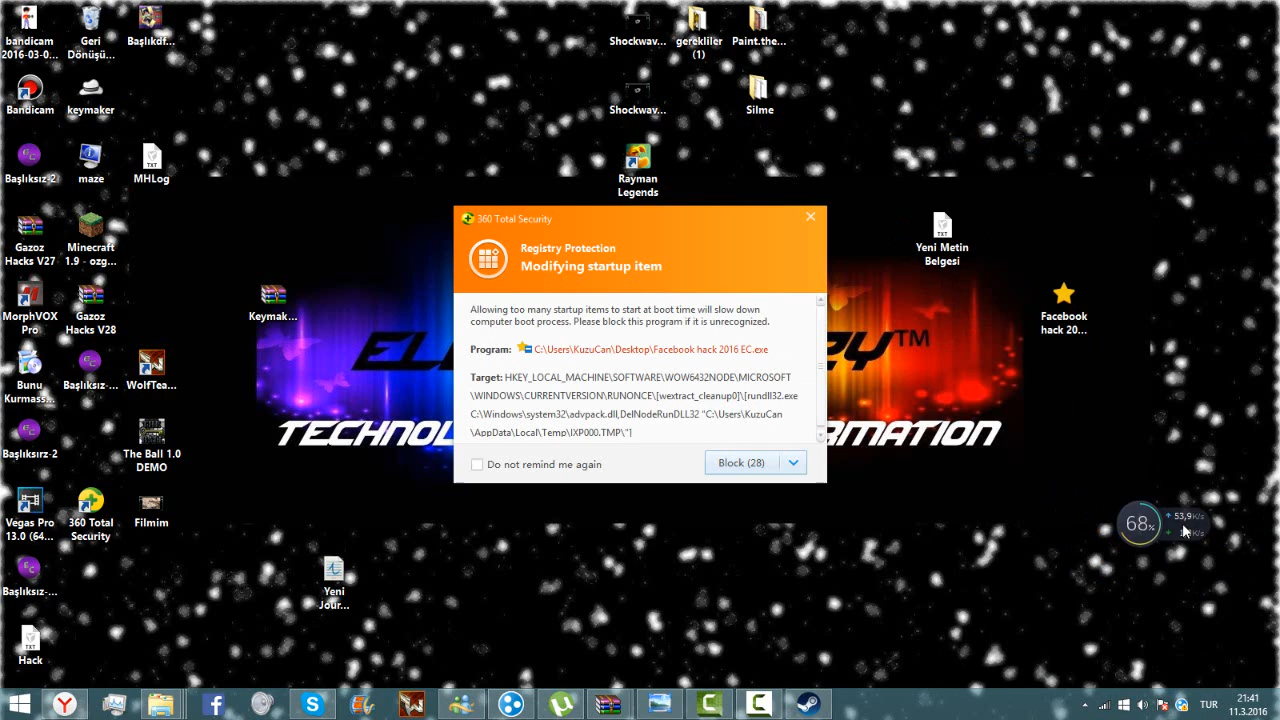 bandicam
2016-03-0...
Geri
Dönüşü...
Başlıkdf...
Shockwav...
gerekliler
(1)
Paint.the...
Bandicam
keymaker
Shockwav...
Silme
Başlıksız-2
maze
MHLog
Rayman
Legends
Gazoz
Hacks V27
Minecraft
1.9 - ozg...
Yeni Metin
Belgesi
MorphVOX
Pro
Gazoz
Hacks V28
Keymak...
Facebook
hack 20...
Bunu
Kurmass...
Başlıksız-...
WolfTea...
Başlıksız-2
The Ball 1.0
DEMO
Vegas Pro
13.0 (64...
360 Total
Security
Filmim
Başlıksız-...
Yeni
Jour...
Hack
360 Total Security
Registry Protection
Modifying startup item
Allowing too many startup items to start at boot time will slow down
computer boot process. Please block this program if it is unrecognized.
Program: C:\Users\KuzuCan\Desktop\Facebook hack 2016 EC.exe
Target: HKEY_LOCAL_MACHINE\SOFTWARE\WOW6432NODE\MICROSOFT
\WINDOWS\CURRENTVERSION\RUNONCE\[wextract_cleanup0]\[rundll32.exe
C:\Windows\system32\advpack.dll,DelNodeRunDLL32 "C:\Users\KuzuCan
\AppData\Local\Temp\IXP000.TMP\"]
Do not remind me again
Block (28)
68%
53,9K/s
K/s
TUR
21:41
11.3.2016